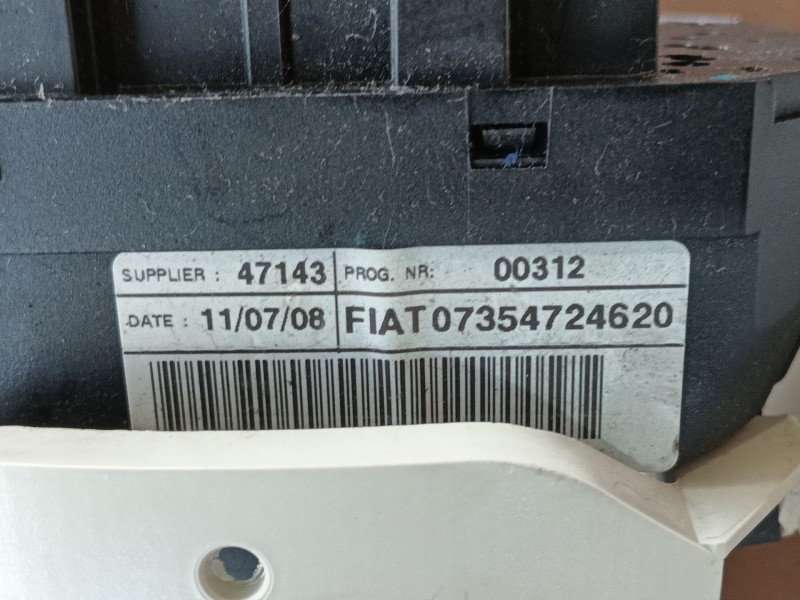 SUPPLIER : 47143 PROG. NR: 00312
DATE : 11/07/08 FIAT 07354724620